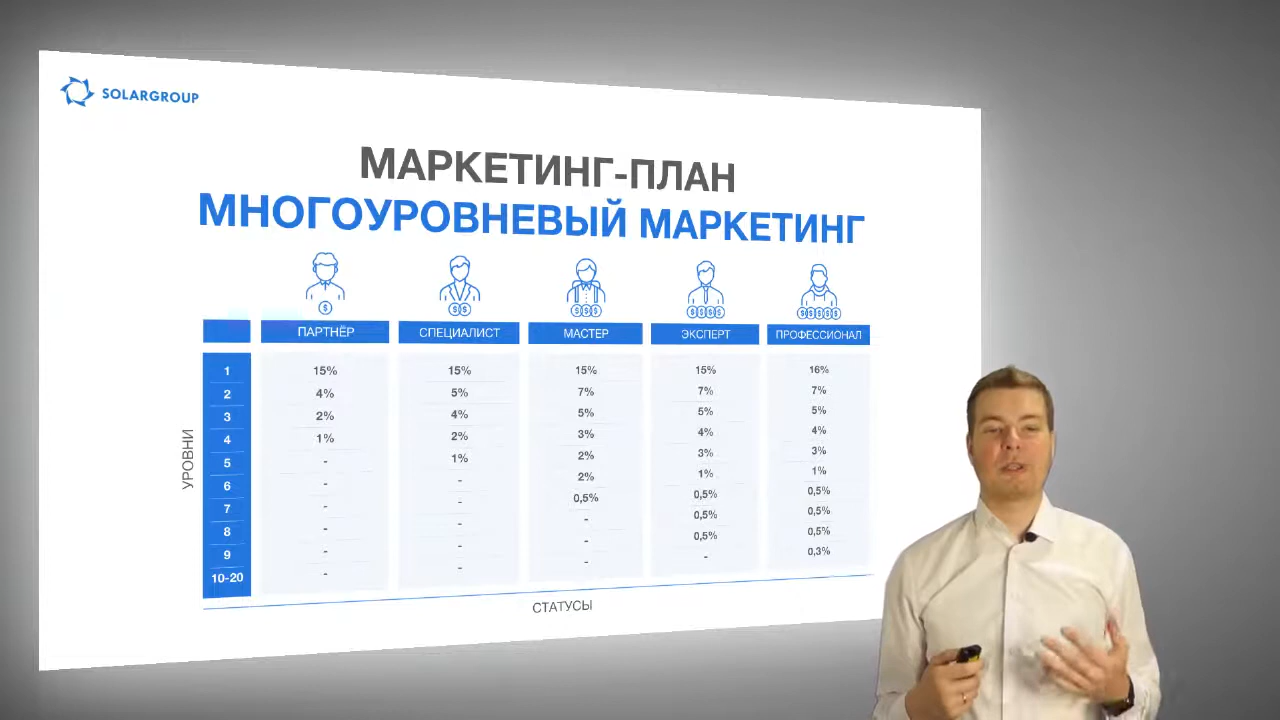 SOLARGROUP
МАРКЕТИНГ-ПЛАН
МНОГОУРОВНЕВЫЙ МАРКЕТИНГ
ПАРТНЁР СПЕЦИАЛИСТ МАСТЕР ЭКСПЕРТ ПРОФЕССИОНАЛ
1 15% 15% 15% 15% 16%
2 4% 5% 7% 7% 7%
3 2% 4% 5% 5% 5%
4 1% 2% 3% 4% 4%
5 - 1% 2% 3% 3%
6 - - 2% 1% 1%
7 - - 0,5% 0,5% 0,5%
8 - - - 0,5% 0,5%
9 - - - 0,5% 0,5%
10-20 - - - - 0,3%
УРОВНИ
СТАТУСЫ